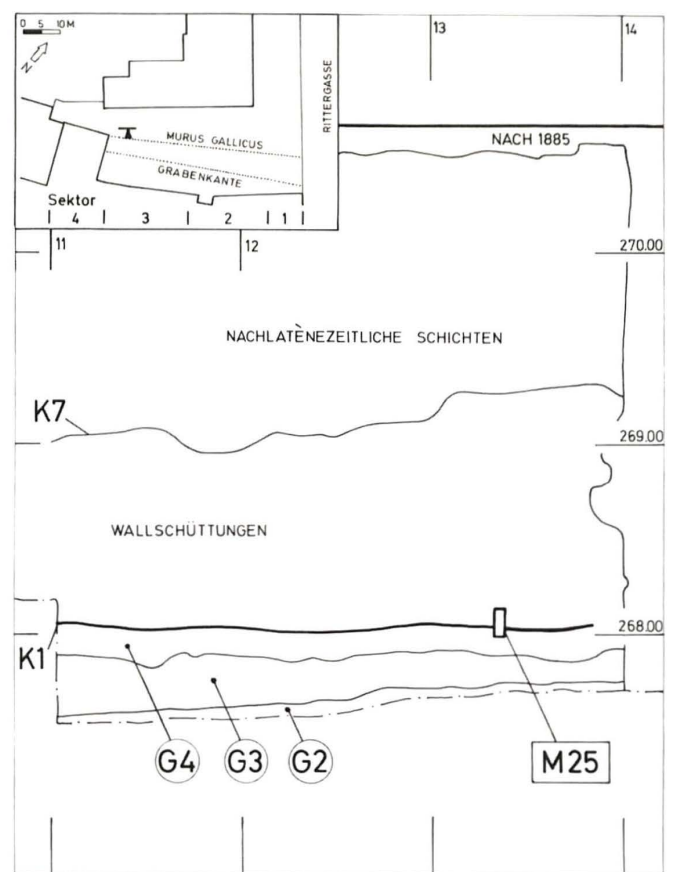 0 5 10M
N
MURUS GALLICUS
GRABENKANTE
RITTERGASSE
Sektor
4 3 2 1
11 12 13 14
NACH 1885
270.00
NACHLATÈNEZEITLICHE SCHICHTEN
K7
269.00
WALLSCHÜTTUNGEN
268.00
K1
G4 G3 G2
M25